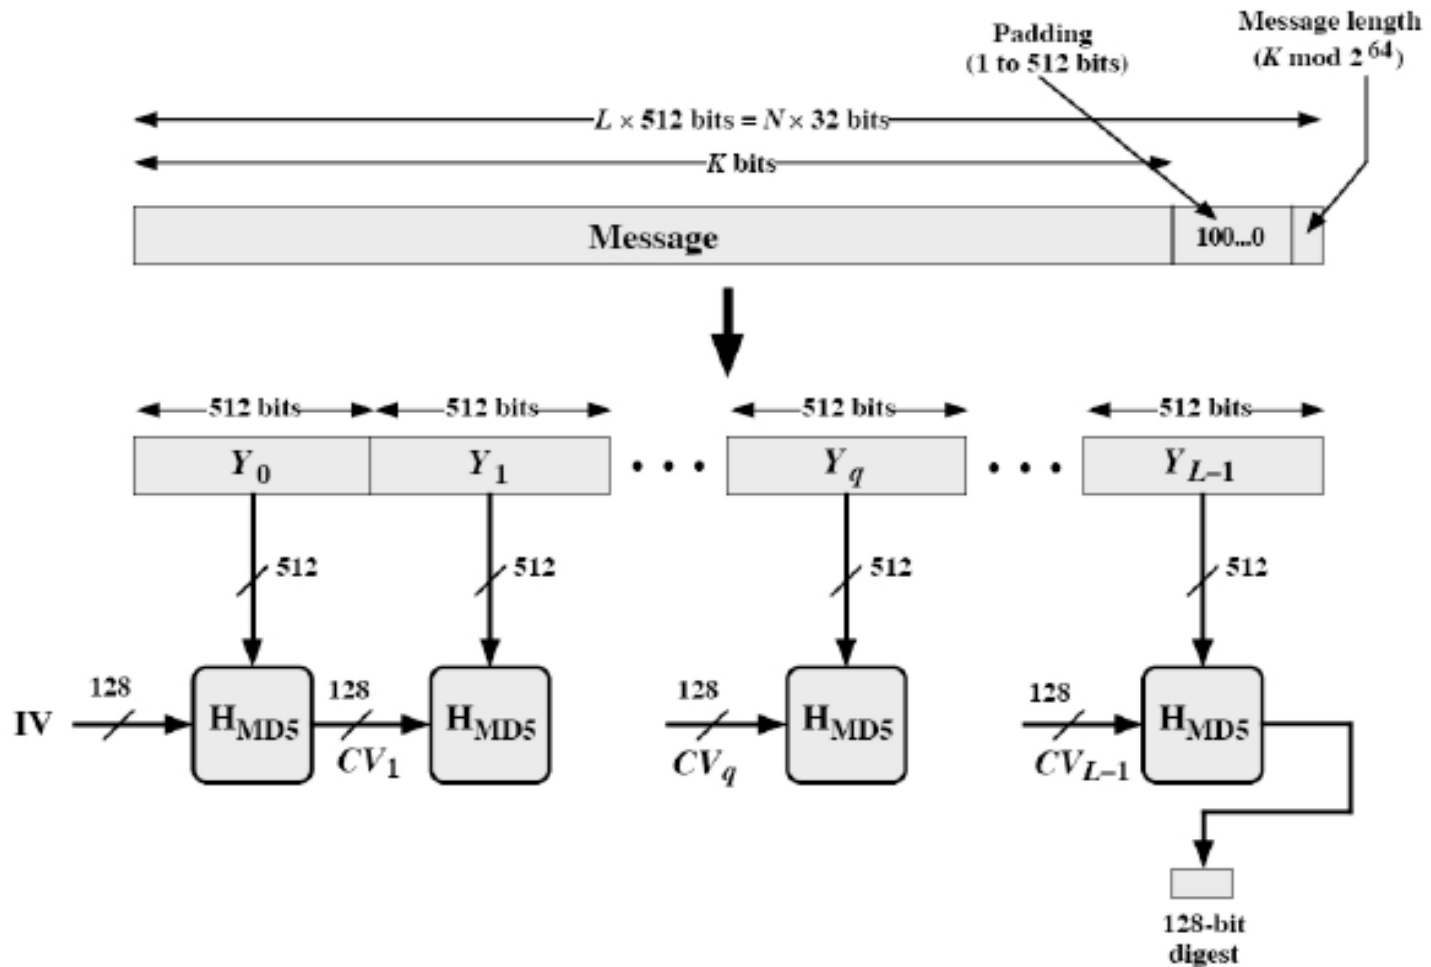 Padding
(1 to 512 bits)
Message length
(K mod 2^64)
L × 512 bits = N × 32 bits
K bits
Message
100...0
512 bits
512 bits
512 bits
512 bits
Y0
Y1
• • •
Yq
• • •
YL–1
512
512
512
512
IV
128
HMD5
128
CV1
HMD5
128
CVq
HMD5
128
CVL–1
HMD5
128-bit
digest